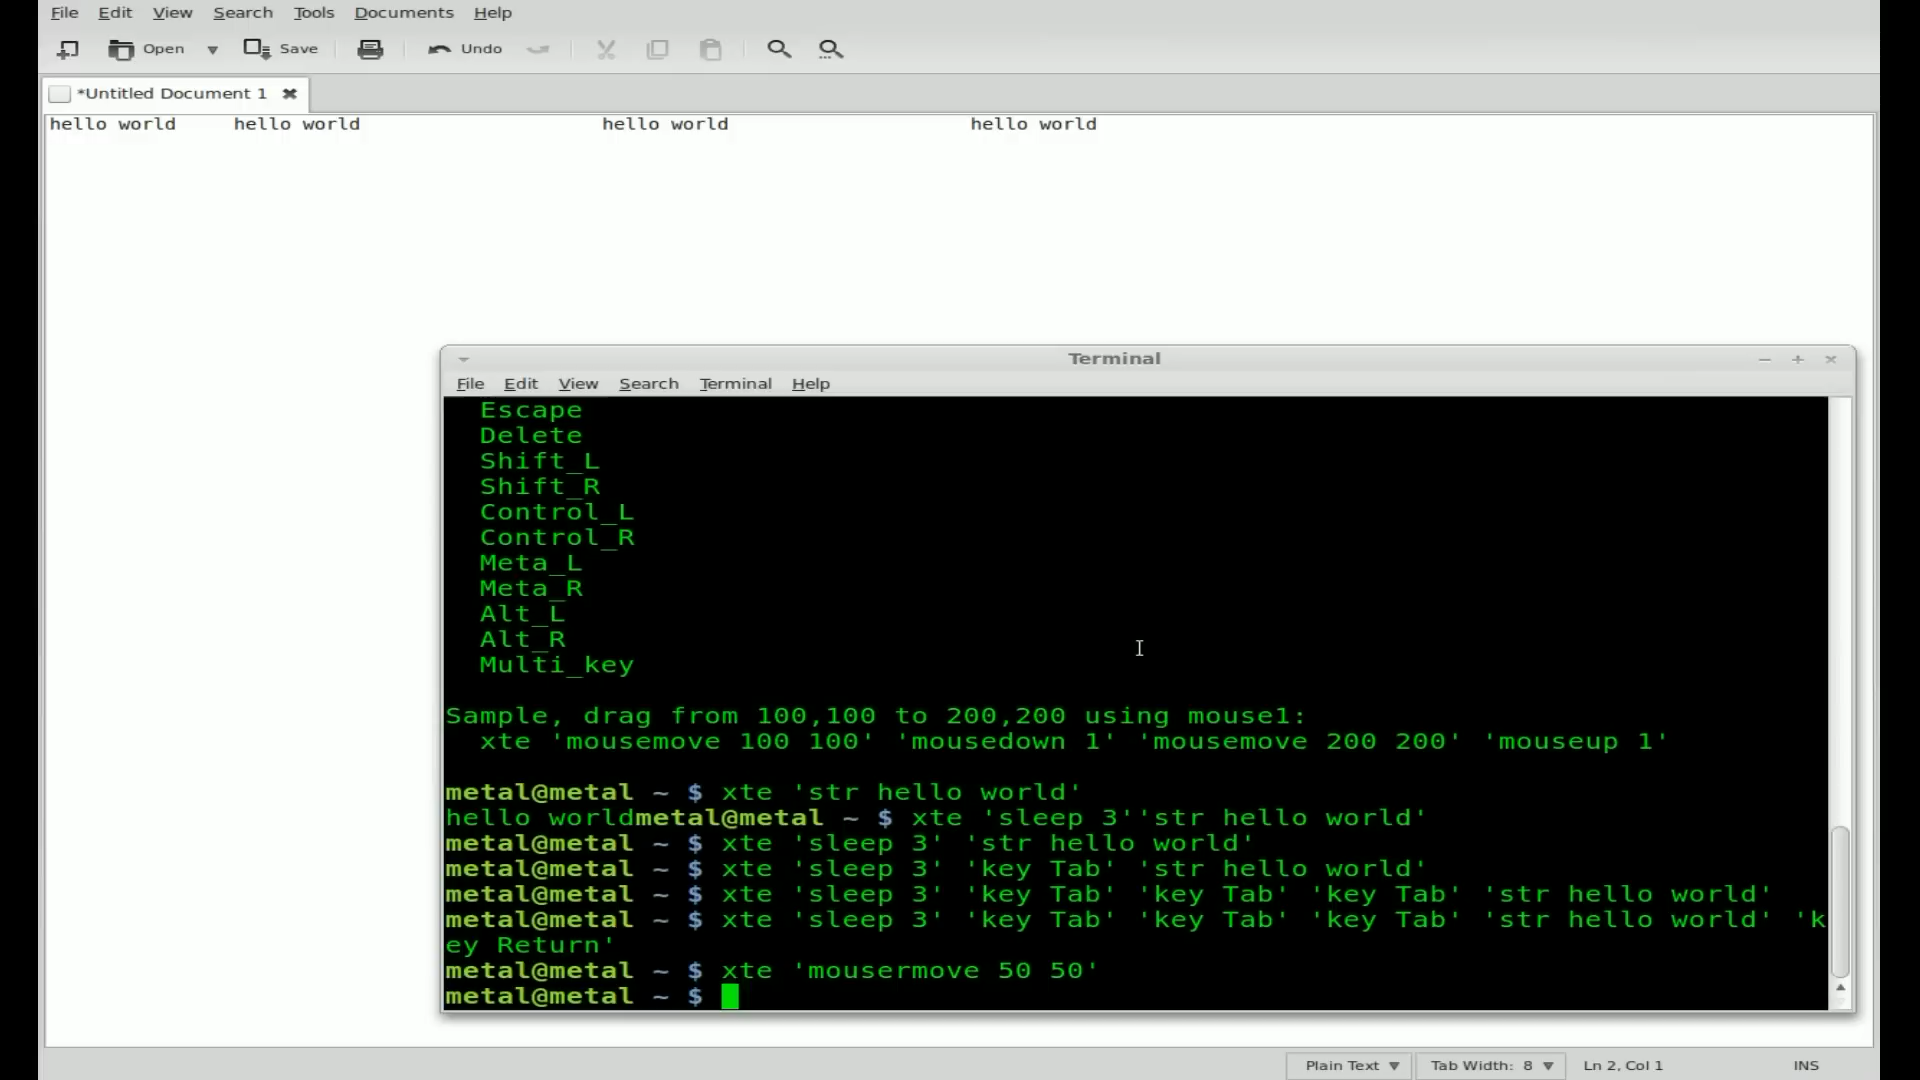 File Edit View Search Tools Documents Help
Open Save Undo
*Untitled Document 1
hello world hello world hello world hello world
Terminal
File Edit View Search Terminal Help
Escape
Delete
Shift_L
Shift_R
Control_L
Control_R
Meta_L
Meta_R
Alt_L
Alt_R
Multi_key
Sample, drag from 100,100 to 200,200 using mouse1:
xte 'mousemove 100 100' 'mousedown 1' 'mousemove 200 200' 'mouseup 1'
metal@metal ~ $ xte 'str hello world'
hello worldmetal@metal ~ $ xte 'sleep 3''str hello world'
metal@metal ~ $ xte 'sleep 3' 'str hello world'
metal@metal ~ $ xte 'sleep 3' 'key Tab' 'str hello world'
metal@metal ~ $ xte 'sleep 3' 'key Tab' 'key Tab' 'key Tab' 'str hello world'
metal@metal ~ $ xte 'sleep 3' 'key Tab' 'key Tab' 'key Tab' 'str hello world' 'k
ey Return'
metal@metal ~ $ xte 'mousermove 50 50'
metal@metal ~ $
Plain Text Tab Width: 8 Ln 2, Col 1 INS